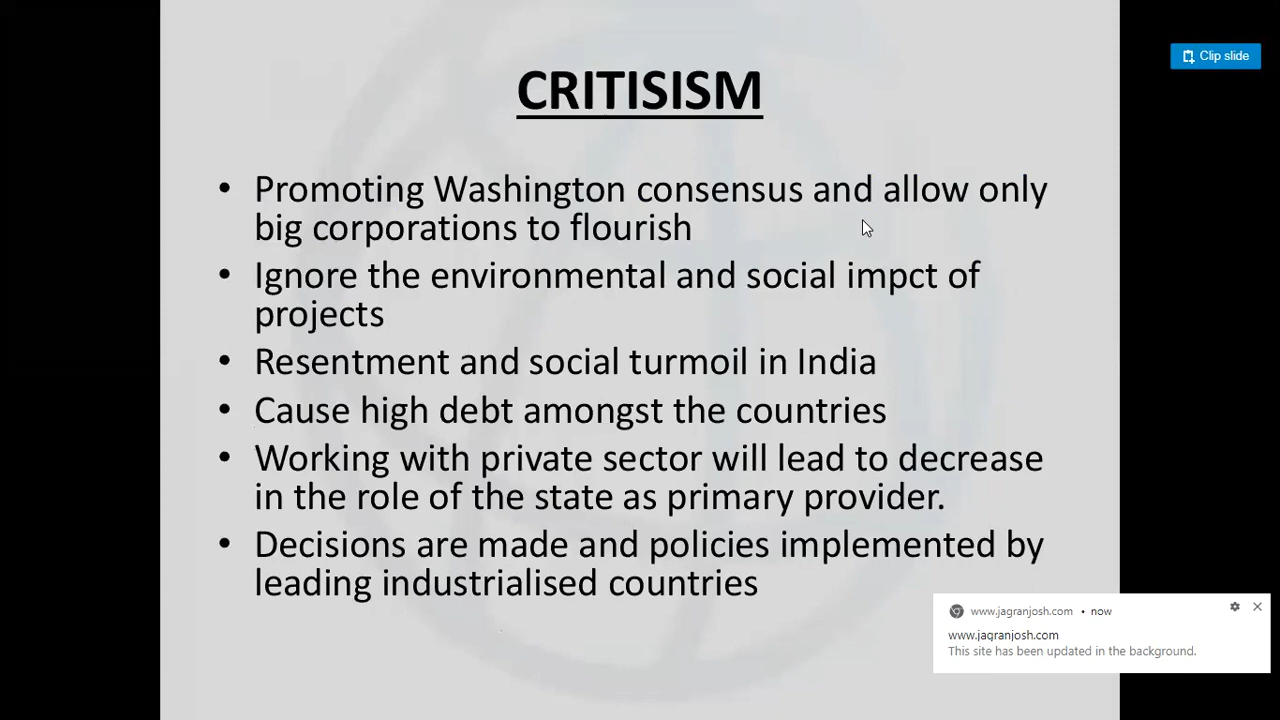 Clip slide
CRITISISM
• Promoting Washington consensus and allow only
big corporations to flourish
• Ignore the environmental and social impct of
projects
• Resentment and social turmoil in India
• Cause high debt amongst the countries
• Working with private sector will lead to decrease
in the role of the state as primary provider.
• Decisions are made and policies implemented by
leading industrialised countries
www.jagranjosh.com • now
www.jagranjosh.com
This site has been updated in the background.